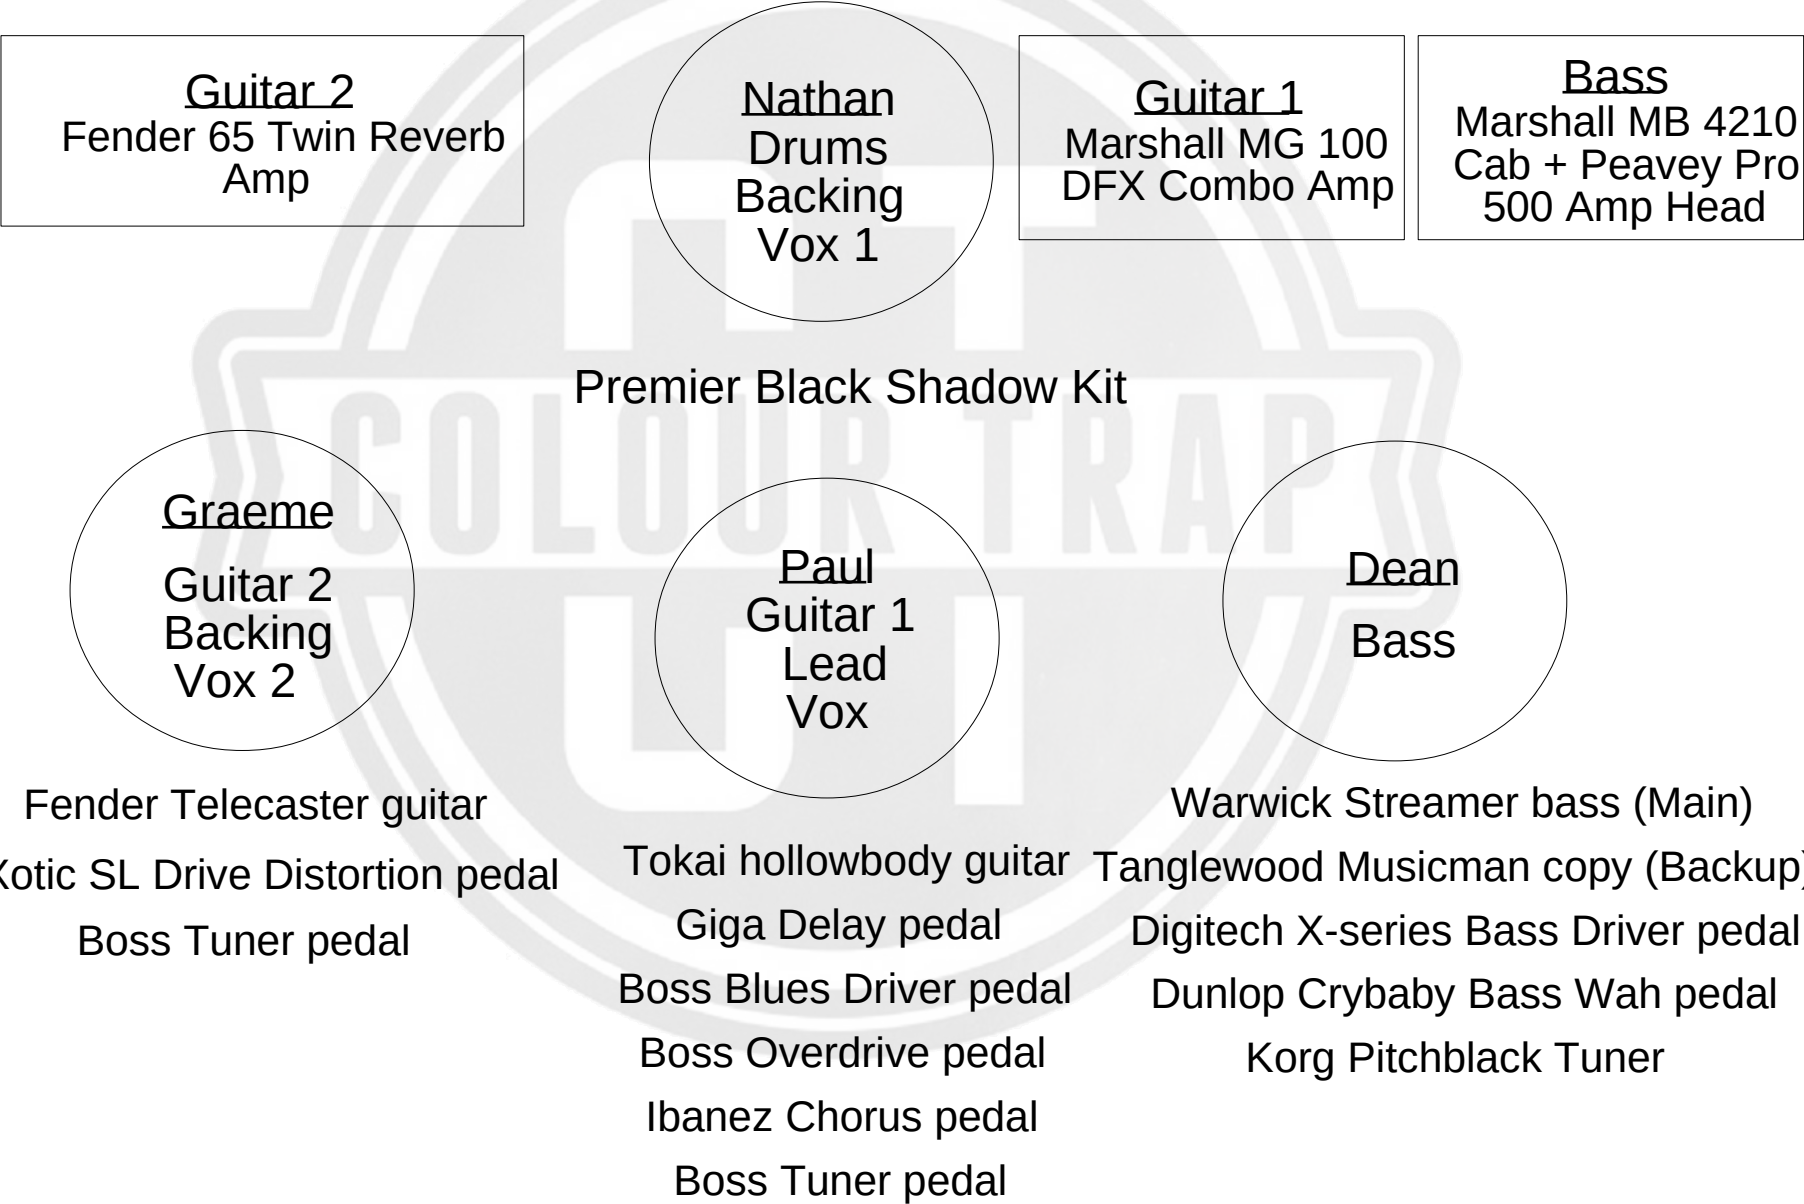 Guitar 2
Fender 65 Twin Reverb
Amp
Nathan
Drums
Backing
Vox 1
Guitar 1
Marshall MG 100
DFX Combo Amp
Bass
Marshall MB 4210
Cab + Peavey Pro
500 Amp Head
CT
Premier Black Shadow Kit
COLOUR TRAP
Graeme
Guitar 2
Backing
Vox 2
Paul
Guitar 1
Lead
Vox
Dean
Bass
Fender Telecaster guitar
Xotic SL Drive Distortion pedal
Boss Tuner pedal
Tokai hollowbody guitar
Giga Delay pedal
Boss Blues Driver pedal
Boss Overdrive pedal
Ibanez Chorus pedal
Boss Tuner pedal
Warwick Streamer bass (Main)
Tanglewood Musicman copy (Backup)
Digitech X-series Bass Driver pedal
Dunlop Crybaby Bass Wah pedal
Korg Pitchblack Tuner